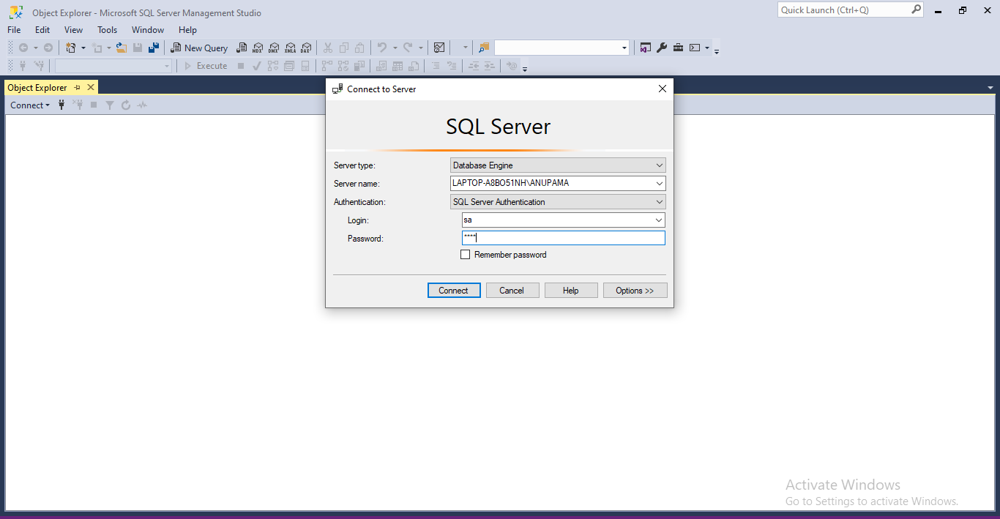 Object Explorer - Microsoft SQL Server Management Studio
Quick Launch (Ctrl+Q)
File Edit View Tools Window Help
New Query MDX DMX XMLA DAX
Execute
Object Explorer
Connect
Connect to Server
SQL Server
Server type: Database Engine
Server name: LAPTOP-A8BO51NH\ANUPAMA
Authentication: SQL Server Authentication
Login: sa
Password: ****
Remember password
Connect Cancel Help Options >>
Activate Windows
Go to Settings to activate Windows.